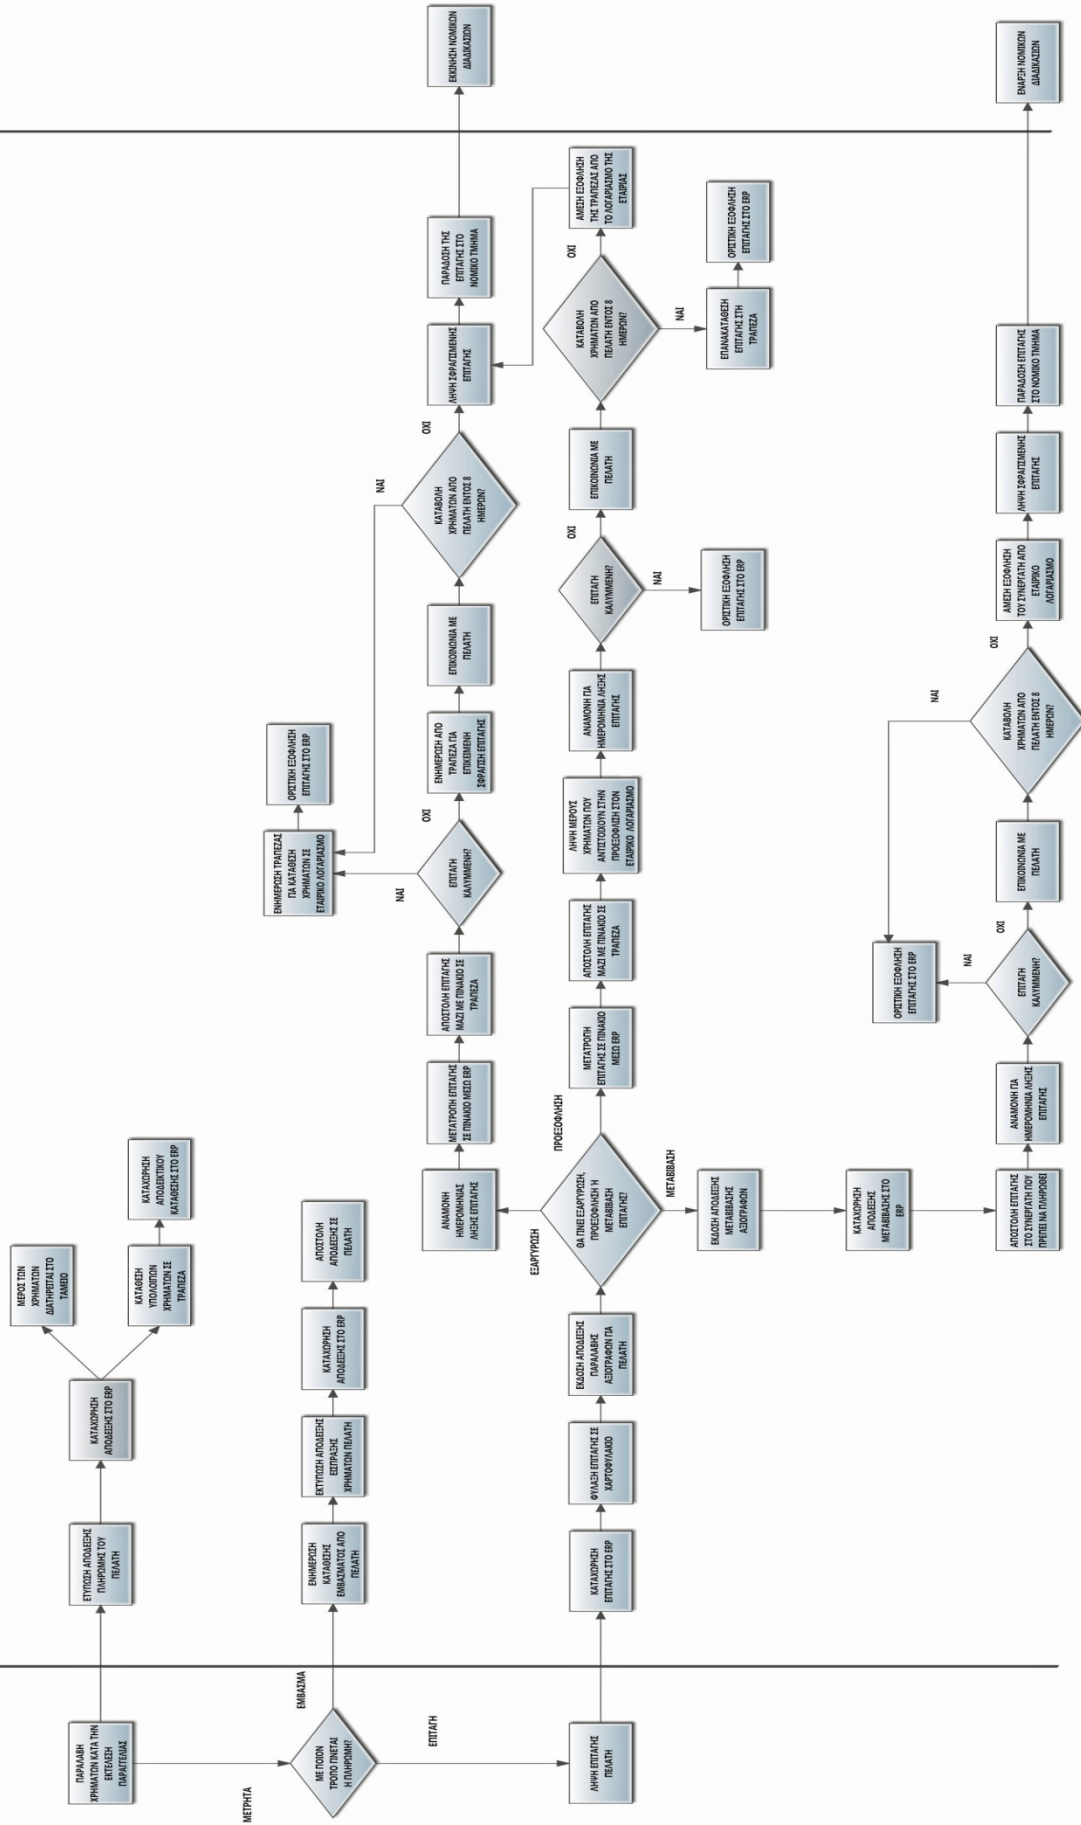 ΠΑΡΑΛΑΒΗ
ΧΡΗΜΑΤΩΝ ΚΑΤΑ ΤΗΝ
ΕΚΤΕΛΕΣΗ
ΠΑΡΑΓΓΕΛΙΑΣ
ΜΕΤΡΗΤΑ
ΜΕ ΠΟΙΟΝ
ΤΡΟΠΟ ΓΙΝΕΤΑΙ
Η ΠΛΗΡΩΜΗ?
ΕΜΒΑΣΜΑ
ΕΠΙΤΑΓΗ
ΛΗΨΗ ΕΠΙΤΑΓΗΣ
ΠΕΛΑΤΗ
ΕΤΥΠΩΣΗ ΑΠΟΔΕΙΞΗΣ
ΠΛΗΡΩΜΗΣ ΤΟΥ
ΠΕΛΑΤΗ
ΚΑΤΑΧΩΡΗΣΗ
ΑΠΟΔΕΙΞΗΣ ΣΤΟ ERP
ΜΕΡΟΣ ΤΩΝ
ΧΡΗΜΑΤΩΝ
ΔΙΑΤΗΡΕΙΤΑΙ ΣΤΟ
ΤΑΜΕΙΟ
ΚΑΤΑΘΕΣΗ
ΥΠΟΛΟΙΠΩΝ
ΧΡΗΜΑΤΩΝ ΣΕ
ΤΡΑΠΕΖΑ
ΚΑΤΑΧΩΡΗΣΗ
ΑΠΟΔΕΙΚΤΙΚΟΥ
ΚΑΤΑΘΕΣΗΣ ΣΤΟ ERP
ΕΝΗΜΕΡΩΣΗ
ΚΑΤΑΘΕΣΗΣ
ΕΜΒΑΣΜΑΤΟΣ ΑΠΟ
ΠΕΛΑΤΗ
ΕΚΤΥΠΩΣΗ ΑΠΟΔΕΙΞΗΣ
ΕΙΣΠΡΑΞΗΣ
ΧΡΗΜΑΤΩΝ ΠΕΛΑΤΗ
ΚΑΤΑΧΩΡΗΣΗ
ΑΠΟΔΕΙΞΗΣ ΣΤΟ ERP
ΑΠΟΣΤΟΛΗ
ΑΠΟΔΕΙΞΗΣ ΣΕ
ΠΕΛΑΤΗ
ΚΑΤΑΧΩΡΗΣΗ
ΕΠΙΤΑΓΗΣ ΣΤΟ ERP
ΦΥΛΑΞΗ ΕΠΙΤΑΓΗΣ ΣΕ
ΧΑΡΤΟΦΥΛΑΚΙΟ
ΕΚΔΟΣΗ ΑΠΟΔΕΙΞΗΣ
ΠΑΡΑΛΑΒΗΣ
ΑΞΙΟΓΡΑΦΩΝ ΓΙΑ
ΠΕΛΑΤΗ
ΘΑ ΓΙΝΕΙ ΕΞΑΡΓΥΡΩΣΗ,
ΠΡΟΕΞΟΦΛΗΣΗ Ή
ΜΕΤΑΒΙΒΑΣΗ
ΕΠΙΤΑΓΗΣ?
ΕΞΑΡΓΥΡΩΣΗ
ΠΡΟΕΞΟΦΛΗΣΗ
ΜΕΤΑΒΙΒΑΣΗ
ΑΝΑΜΟΝΗ
ΗΜΕΡΟΜΗΝΙΑΣ
ΛΗΞΗΣ ΕΠΙΤΑΓΗΣ
ΜΕΤΑΤΡΟΠΗ ΕΠΙΤΑΓΗΣ
ΣΕ ΠΙΝΑΚΙΟ ΜΕΣΩ ERP
ΑΠΟΣΤΟΛΗ ΕΠΙΤΑΓΗΣ
ΜΑΖΙ ΜΕ ΠΙΝΑΚΙΟ ΣΕ
ΤΡΑΠΕΖΑ
ΕΠΙΤΑΓΗ
ΚΑΛΥΜΜΕΝΗ?
ΝΑΙ
ΟΧΙ
ΕΝΗΜΕΡΩΣΗ ΤΡΑΠΕΖΑΣ
ΓΙΑ ΚΑΤΑΘΕΣΗ
ΧΡΗΜΑΤΩΝ ΣΕ
ΕΤΑΙΡΙΚΟ ΛΟΓΑΡΙΑΣΜΟ
ΟΡΙΣΤΙΚΗ ΕΞΟΦΛΗΣΗ
ΕΠΙΤΑΓΗΣ ΣΤΟ ERP
ΕΝΗΜΕΡΩΣΗ ΑΠΟ
ΤΡΑΠΕΖΑ ΓΙΑ
ΕΠΙΚΕΙΜΕΝΗ
ΣΦΡΑΓΙΣΗ ΕΠΙΤΑΓΗΣ
ΕΠΙΚΟΙΝΩΝΙΑ ΜΕ
ΠΕΛΑΤΗ
ΚΑΤΑΒΟΛΗ
ΧΡΗΜΑΤΩΝ ΑΠΟ
ΠΕΛΑΤΗ ΕΝΤΟΣ 8
ΗΜΕΡΩΝ?
ΝΑΙ
ΟΧΙ
ΛΗΨΗ ΣΦΡΑΓΙΣΜΕΝΗΣ
ΕΠΙΤΑΓΗΣ
ΠΑΡΑΔΟΣΗ ΤΗΣ
ΕΠΙΤΑΓΗΣ ΣΤΟ
ΝΟΜΙΚΟ ΤΜΗΜΑ
ΕΚΚΙΝΗΣΗ ΝΟΜΙΚΩΝ
ΔΙΑΔΙΚΑΣΙΩΝ
ΜΕΤΑΤΡΟΠΗ
ΕΠΙΤΑΓΗΣ ΣΕ ΠΙΝΑΚΙΟ
ΜΕΣΩ ERP
ΑΠΟΣΤΟΛΗ ΕΠΙΤΑΓΗΣ
ΜΑΖΙ ΜΕ ΠΙΝΑΚΙΟ ΣΕ
ΤΡΑΠΕΖΑ
ΛΗΨΗ ΜΕΡΟΥΣ
ΧΡΗΜΑΤΩΝ ΠΟΥ
ΑΝΤΙΣΤΟΙΧΟΥΝ ΣΤΗΝ
ΠΡΟΕΞΟΦΛΙΣΗ ΣΤΟΝ
ΕΤΑΙΡΙΚΟ ΛΟΓΑΡΙΑΣΜΟ
ΑΝΑΜΟΝΗ ΓΙΑ
ΗΜΕΡΟΜΗΝΙΑ ΛΗΞΗΣ
ΕΠΙΤΑΓΗΣ
ΕΠΙΤΑΓΗ
ΚΑΛΥΜΜΕΝΗ?
ΟΧΙ
ΝΑΙ
ΟΡΙΣΤΙΚΗ ΕΞΟΦΛΗΣΗ
ΕΠΙΤΑΓΗΣ ΣΤΟ ERP
ΕΠΙΚΟΙΝΩΝΙΑ ΜΕ
ΠΕΛΑΤΗ
ΚΑΤΑΒΟΛΗ
ΧΡΗΜΑΤΩΝ ΑΠΟ
ΠΕΛΑΤΗ ΕΝΤΟΣ 8
ΗΜΕΡΩΝ?
ΟΧΙ
ΝΑΙ
ΑΜΕΣΗ ΕΞΟΦΛΗΣΗ
ΤΗΣ ΤΡΑΠΕΖΑΣ ΑΠΟ
ΤΟ ΛΟΓΑΡΙΑΣΜΟ ΤΗΣ
ΕΤΑΙΡΙΑΣ
ΕΠΑΝΑΚΑΤΑΘΕΣΗ
ΕΠΙΤΑΓΗΣ ΣΤΗ
ΤΡΑΠΕΖΑ
ΟΡΙΣΤΙΚΗ ΕΞΟΦΛΗΣΗ
ΕΠΙΤΑΓΗΣ ΣΤΟ ERP
ΕΚΔΟΣΗ ΑΠΟΔΕΙΞΗΣ
ΜΕΤΑΒΙΒΑΣΗΣ
ΑΞΙΟΓΡΑΦΩΝ
ΚΑΤΑΧΩΡΗΣΗ
ΑΠΟΔΕΙΞΗΣ
ΜΕΤΑΒΙΒΑΣΗΣ ΣΤΟ
ERP
ΑΠΟΣΤΟΛΗ ΕΠΙΤΑΓΗΣ
ΣΤΟ ΣΥΝΕΡΓΑΤΗ ΠΟΥ
ΠΡΕΠΕΙ ΝΑ ΠΛΗΡΩΘΕΙ
ΑΝΑΜΟΝΗ ΓΙΑ
ΗΜΕΡΟΜΗΝΙΑ ΛΗΞΗΣ
ΕΠΙΤΑΓΗΣ
ΕΠΙΤΑΓΗ
ΚΑΛΥΜΜΕΝΗ?
ΝΑΙ
ΟΧΙ
ΟΡΙΣΤΙΚΗ ΕΞΟΦΛΗΣΗ
ΕΠΙΤΑΓΗΣ ΣΤΟ ERP
ΕΠΙΚΟΙΝΩΝΙΑ ΜΕ
ΠΕΛΑΤΗ
ΚΑΤΑΒΟΛΗ
ΧΡΗΜΑΤΩΝ ΑΠΟ
ΠΕΛΑΤΗ ΕΝΤΟΣ 8
ΗΜΕΡΩΝ?
ΝΑΙ
ΟΧΙ
ΑΜΕΣΗ ΕΞΟΦΛΗΣΗ
ΤΟΥ ΣΥΝΕΡΓΑΤΗ ΑΠΟ
ΕΤΑΙΡΙΚΟ
ΛΟΓΑΡΙΑΣΜΟ
ΛΗΨΗ ΣΦΡΑΓΙΣΜΕΝΗΣ
ΕΠΙΤΑΓΗΣ
ΠΑΡΑΔΟΣΗ ΕΠΙΤΑΓΗΣ
ΣΤΟ ΝΟΜΙΚΟ ΤΜΗΜΑ
ΕΝΑΡΞΗ ΝΟΜΙΚΩΝ
ΔΙΑΔΙΚΑΣΙΩΝ